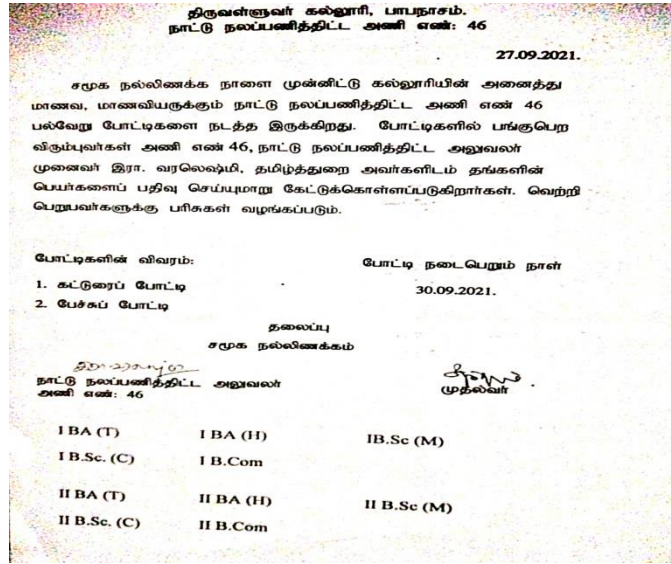 திருவள்ளுவர் கல்லூரி, பாபநாசம்.
நாட்டு நலப்பணித்திட்ட அணி எண்: 46
27.09.2021.
சமூக நல்லிணக்க நாளை முன்னிட்டு கல்லூரியின் அனைத்து
மாணவ, மாணவியருக்கும் நாட்டு நலப்பணித்திட்ட அணி எண் 46
பல்வேறு போட்டிகளை நடத்த இருக்கிறது. போட்டிகளில் பங்குபெற
விரும்புவர்கள் அணி எண் 46, நாட்டு நலப்பணித்திட்ட அலுவலர்
முனைவர் இரா. வரலெஷ்மி, தமிழ்த்துறை அவர்களிடம் தங்களின்
பெயர்களைப் பதிவு செய்யுமாறு கேட்டுக்கொள்ளப்படுகிறார்கள். வெற்றி
பெறுபவர்களுக்கு பரிசுகள் வழங்கப்படும்.
போட்டிகளின் விவரம்: போட்டி நடைபெறும் நாள்
1. கட்டுரைப் போட்டி 30.09.2021.
2. பேச்சுப் போட்டி
தலைப்பு
சமூக நல்லிணக்கம்
நாட்டு நலப்பணித்திட்ட அலுவலர் முதல்வர்
அணி எண்: 46
I BA (T) I BA (H) IB.Sc (M)
I B.Sc. (C) I B.Com
II BA (T) II BA (H) II B.Sc (M)
II B.Sc. (C) II B.Com